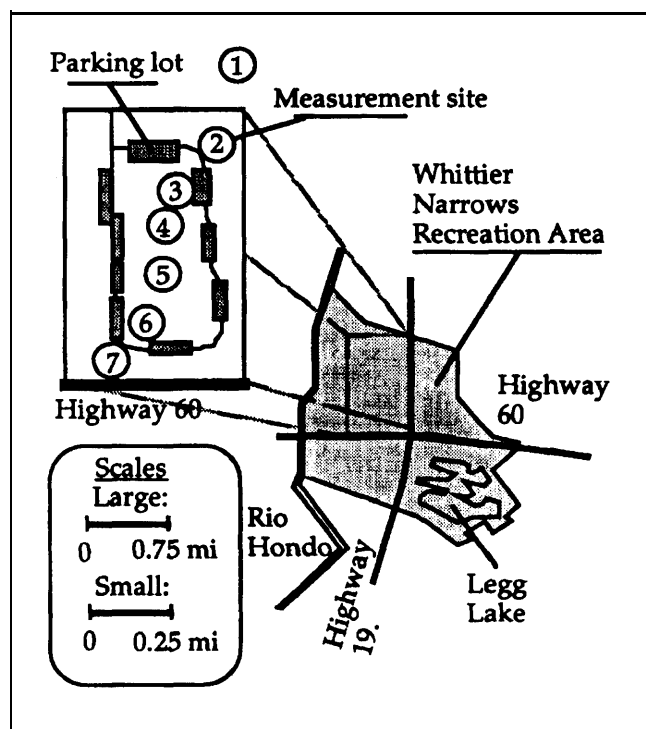 Parking lot
1
Measurement site
2
3
4
5
6
7
Highway 60
Whittier
Narrows
Recreation Area
Highway
60
Scales
Large:
0 0.75 mi
Small:
0 0.25 mi
Rio
Hondo
Highway
19.
Legg
Lake